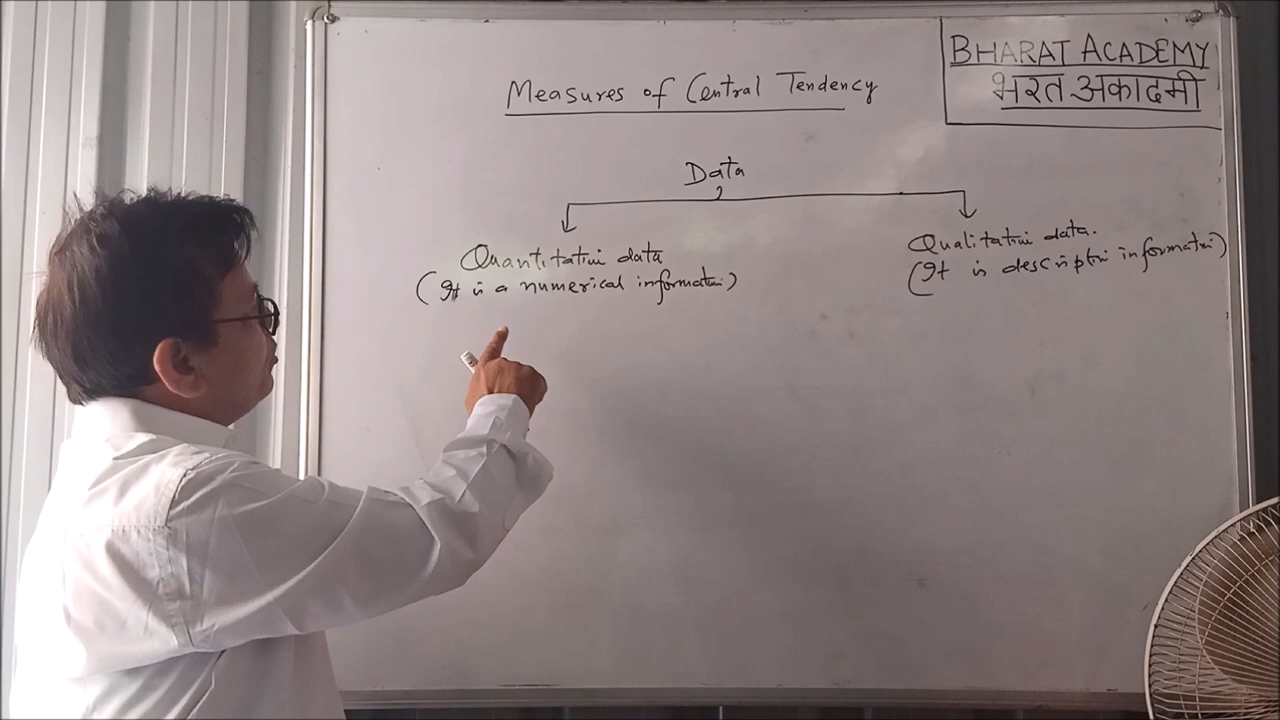 BHARAT ACADEMY
भरत अकादमी
Measures of Central Tendency
Data
Quantitative data
(It is a numerical information)
Qualitative data.
(It is descriptive information)